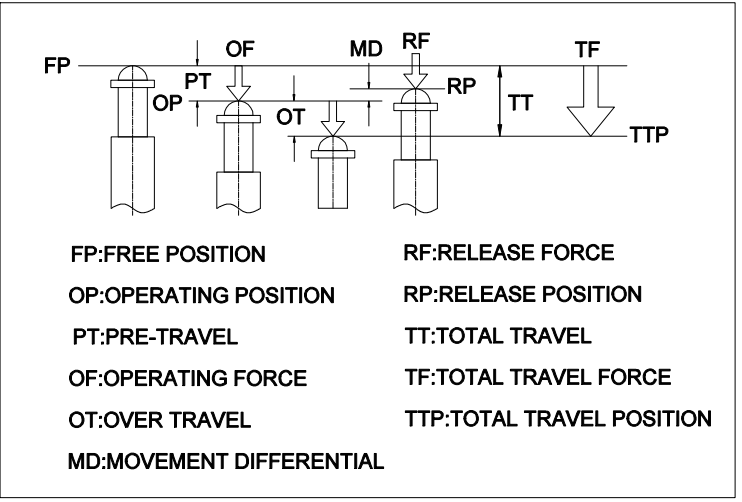 FP
OF
MD
RF
TF
PT
OP
OT
RP
TT
TTP
FP:FREE POSITION
OP:OPERATING POSITION
PT:PRE-TRAVEL
OF:OPERATING FORCE
OT:OVER TRAVEL
MD:MOVEMENT DIFFERENTIAL
RF:RELEASE FORCE
RP:RELEASE POSITION
TT:TOTAL TRAVEL
TF:TOTAL TRAVEL FORCE
TTP:TOTAL TRAVEL POSITION